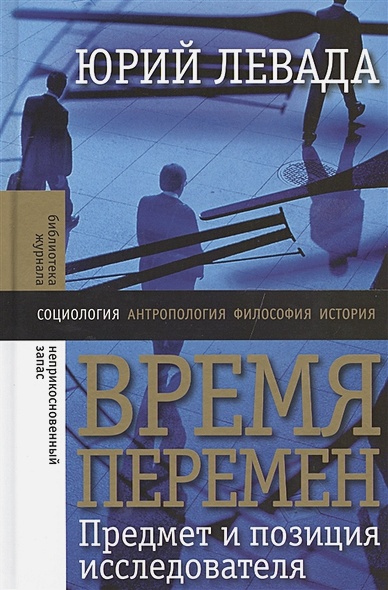 ЮРИЙ ЛЕВАДА
библиотека
журнала
СОЦИОЛОГИЯ АНТРОПОЛОГИЯ ФИЛОСОФИЯ ИСТОРИЯ
неприкосновенный
запас
ВРЕМЯ
ПЕРЕМЕН
Предмет и позиция
исследователя